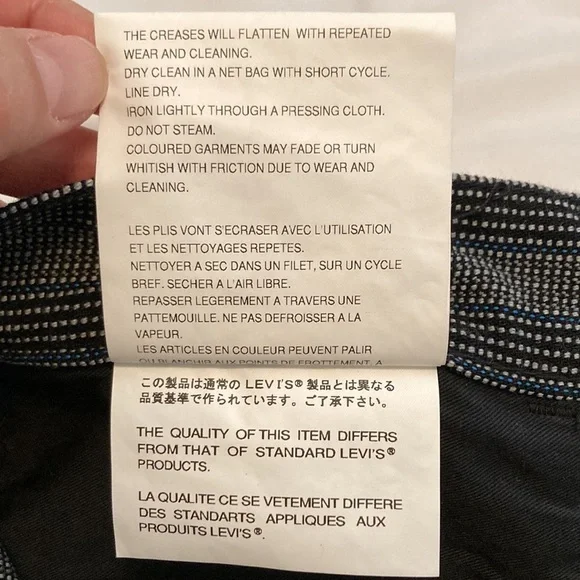 THE CREASES WILL FLATTEN WITH REPEATED
WEAR AND CLEANING.
DRY CLEAN IN A NET BAG WITH SHORT CYCLE.
LINE DRY.
IRON LIGHTLY THROUGH A PRESSING CLOTH.
DO NOT STEAM.
COLOURED GARMENTS MAY FADE OR TURN
WHITISH WITH FRICTION DUE TO WEAR AND
CLEANING.
LES PLIS VONT S'ECRASER AVEC L'UTILISATION
ET LES NETTOYAGES REPETES.
NETTOYER A SEC DANS UN FILET, SUR UN CYCLE
BREF. SECHER A L'AIR LIBRE.
REPASSER LEGEREMENT A TRAVERS UNE
PATTEMOUILLE. NE PAS DEFROISSER A LA
VAPEUR.
LES ARTICLES EN COULEUR PEUVENT PALIR
OU BLANCHIR AUX POINTS DE FROTTEMENT, A
この製品は通常の LEVI'S® 製品とは異なる
品質基準で作られています。ご了承下さい。
THE QUALITY OF THIS ITEM DIFFERS
FROM THAT OF STANDARD LEVI'S®
PRODUCTS.
LA QUALITE CE SE VETEMENT DIFFERE
DES STANDARTS APPLIQUES AUX
PRODUITS LEVI'S®.